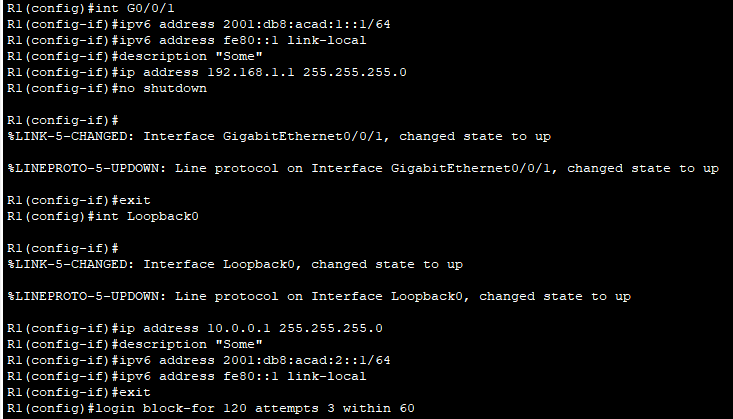 R1(config)#int G0/0/1
R1(config-if)#ipv6 address 2001:db8:acad:1::1/64
R1(config-if)#ipv6 address fe80::1 link-local
R1(config-if)#description "Some"
R1(config-if)#ip address 192.168.1.1 255.255.255.0
R1(config-if)#no shutdown
R1(config-if)#
%LINK-5-CHANGED: Interface GigabitEthernet0/0/1, changed state to up
%LINEPROTO-5-UPDOWN: Line protocol on Interface GigabitEthernet0/0/1, changed state to up
R1(config-if)#exit
R1(config)#int Loopback0
R1(config-if)#
%LINK-5-CHANGED: Interface Loopback0, changed state to up
%LINEPROTO-5-UPDOWN: Line protocol on Interface Loopback0, changed state to up
R1(config-if)#ip address 10.0.0.1 255.255.255.0
R1(config-if)#description "Some"
R1(config-if)#ipv6 address 2001:db8:acad:2::1/64
R1(config-if)#ipv6 address fe80::1 link-local
R1(config-if)#exit
R1(config)#login block-for 120 attempts 3 within 60